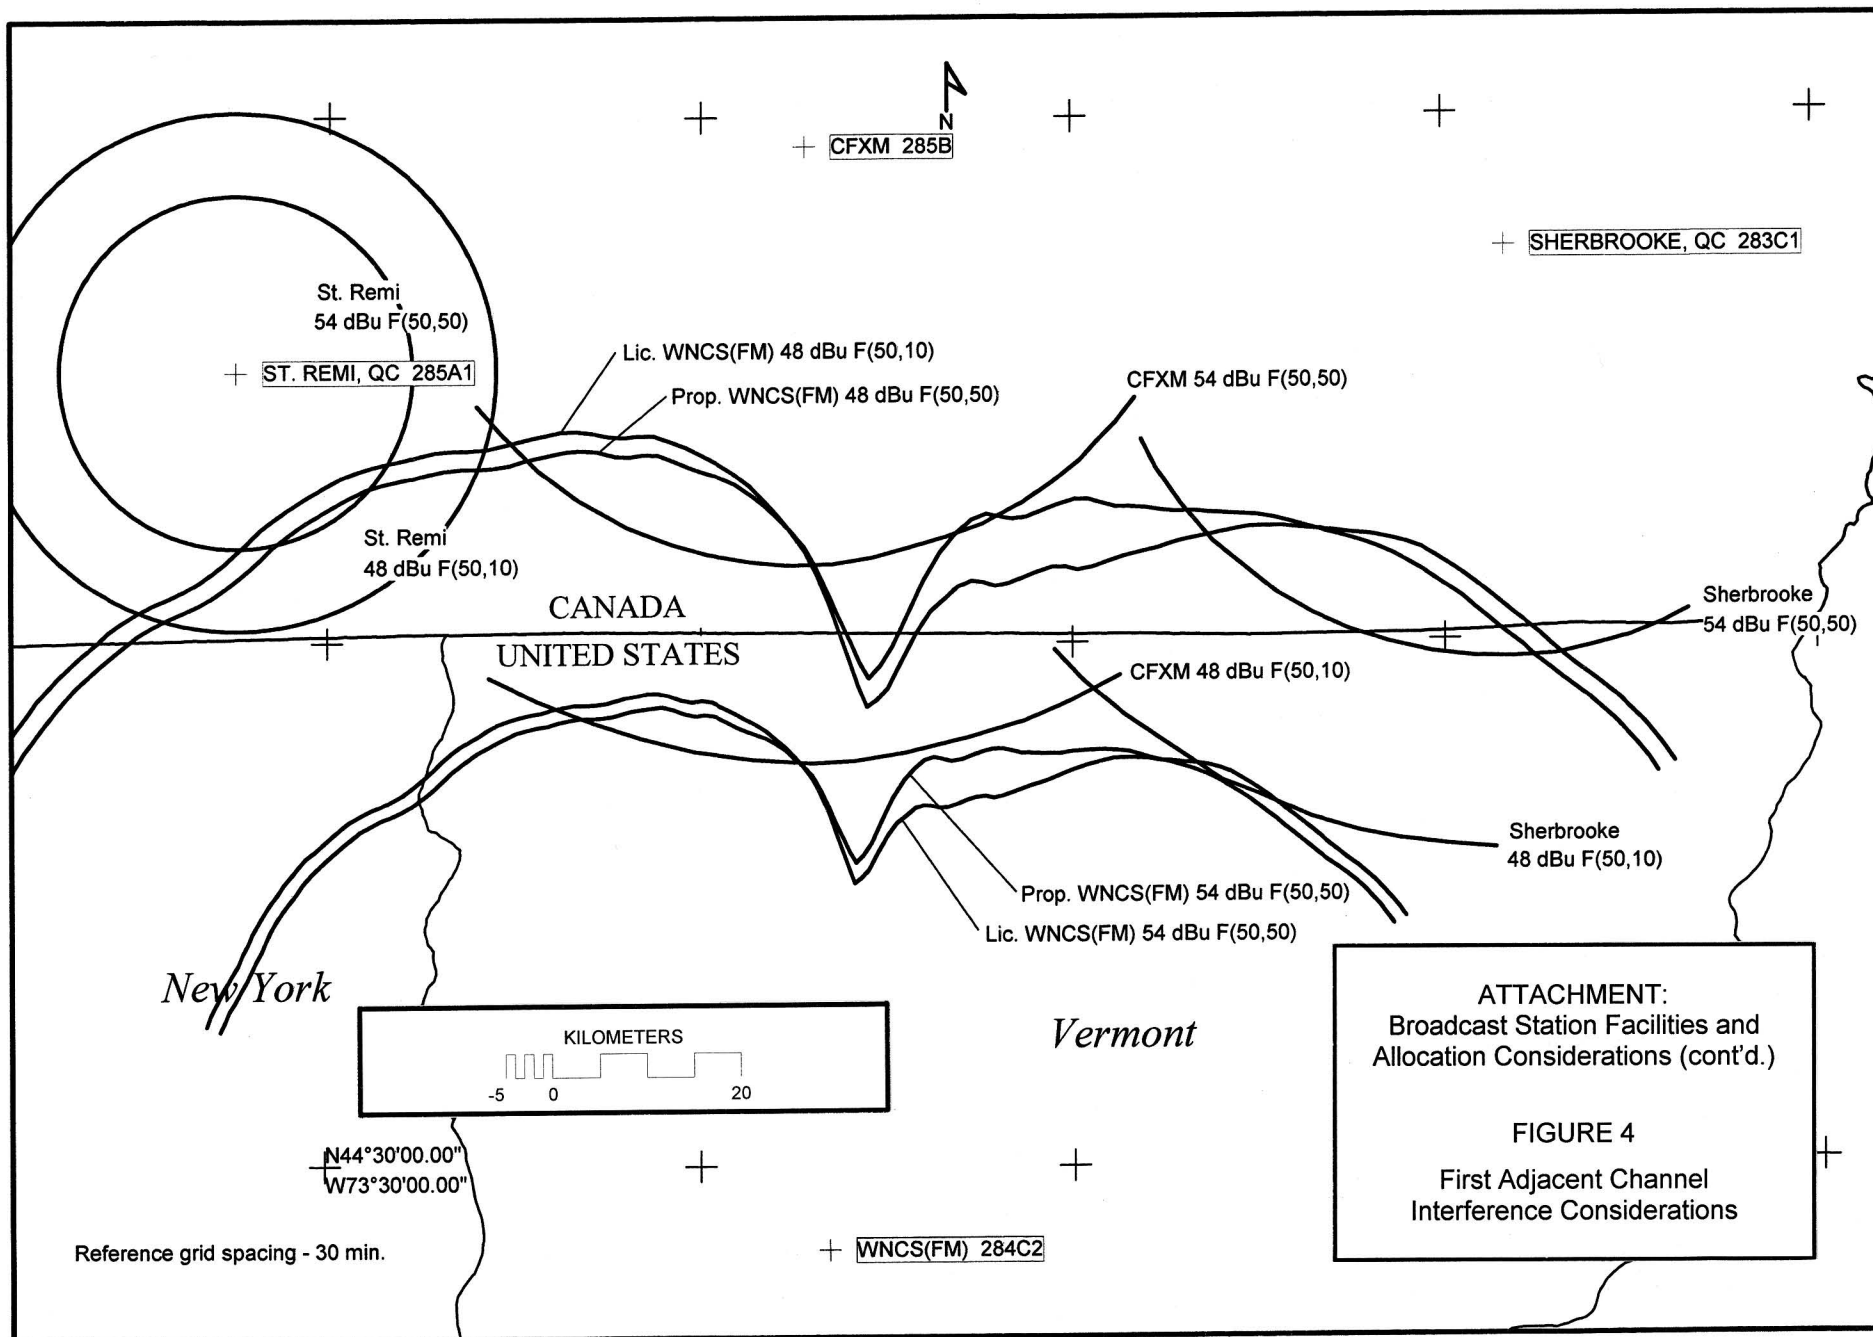 N
CFXM 285B
SHERBROOKE, QC 283C1
St. Remi
54 dBu F(50,50)
ST. REMI, QC 285A1
Lic. WNCS(FM) 48 dBu F(50,10)
Prop. WNCS(FM) 48 dBu F(50,50)
CFXM 54 dBu F(50,50)
St. Remi
48 dBu F(50,10)
CANADA
UNITED STATES
Sherbrooke
54 dBu F(50,50)
CFXM 48 dBu F(50,10)
Sherbrooke
48 dBu F(50,10)
Prop. WNCS(FM) 54 dBu F(50,50)
Lic. WNCS(FM) 54 dBu F(50,50)
New York
Vermont
KILOMETERS
-5 0 20
ATTACHMENT:
Broadcast Station Facilities and
Allocation Considerations (cont'd.)
FIGURE 4
First Adjacent Channel
Interference Considerations
N44°30'00.00"
W73°30'00.00"
Reference grid spacing - 30 min.
WNCS(FM) 284C2